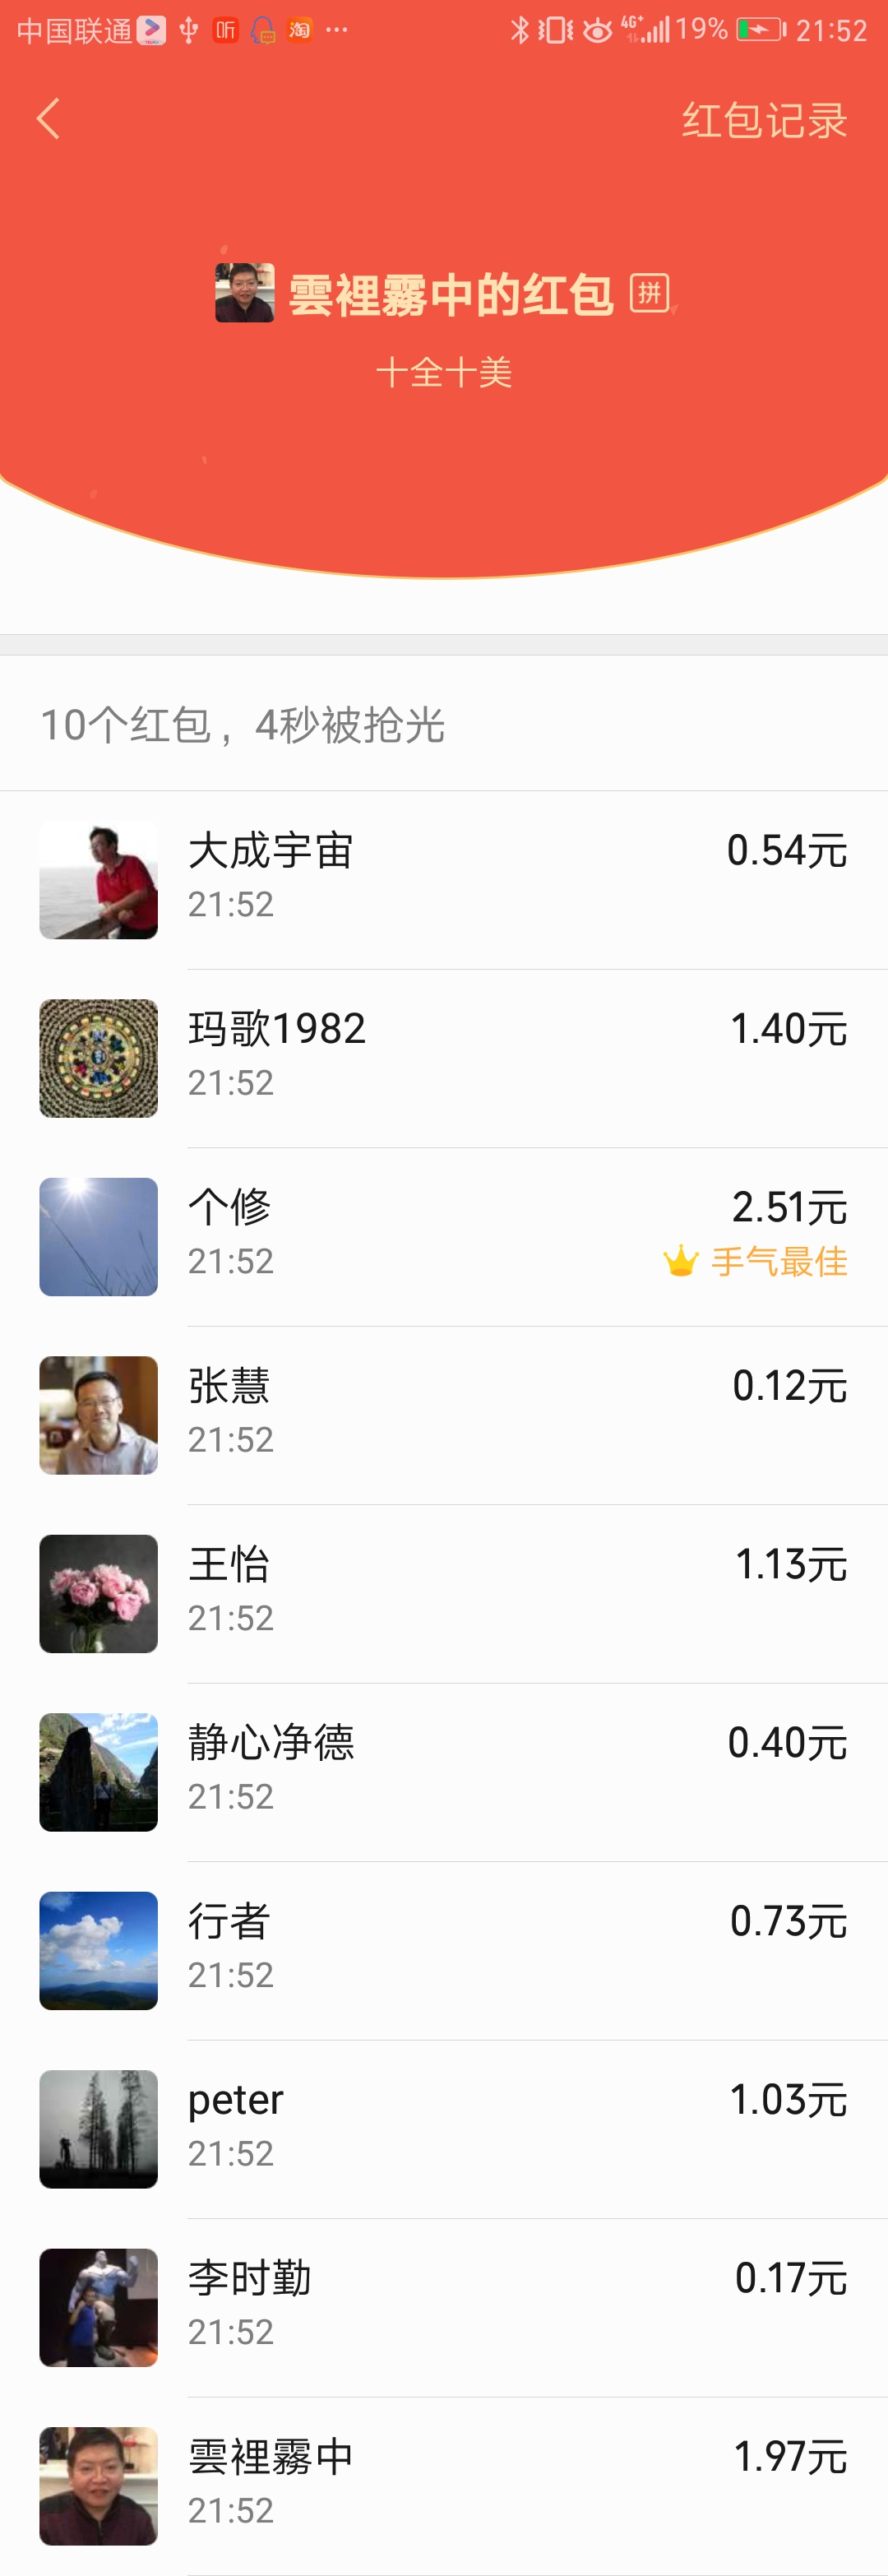 中国联通 听 淘 ... 4G+ 19% 21:52
红包记录
雲裡霧中的红包 拼
十全十美
10个红包，4秒被抢光
大成宇宙 0.54元
21:52
玛歌1982 1.40元
21:52
个修 2.51元
21:52 手气最佳
张慧 0.12元
21:52
王怡 1.13元
21:52
静心净德 0.40元
21:52
行者 0.73元
21:52
peter 1.03元
21:52
李时勤 0.17元
21:52
雲裡霧中 1.97元
21:52